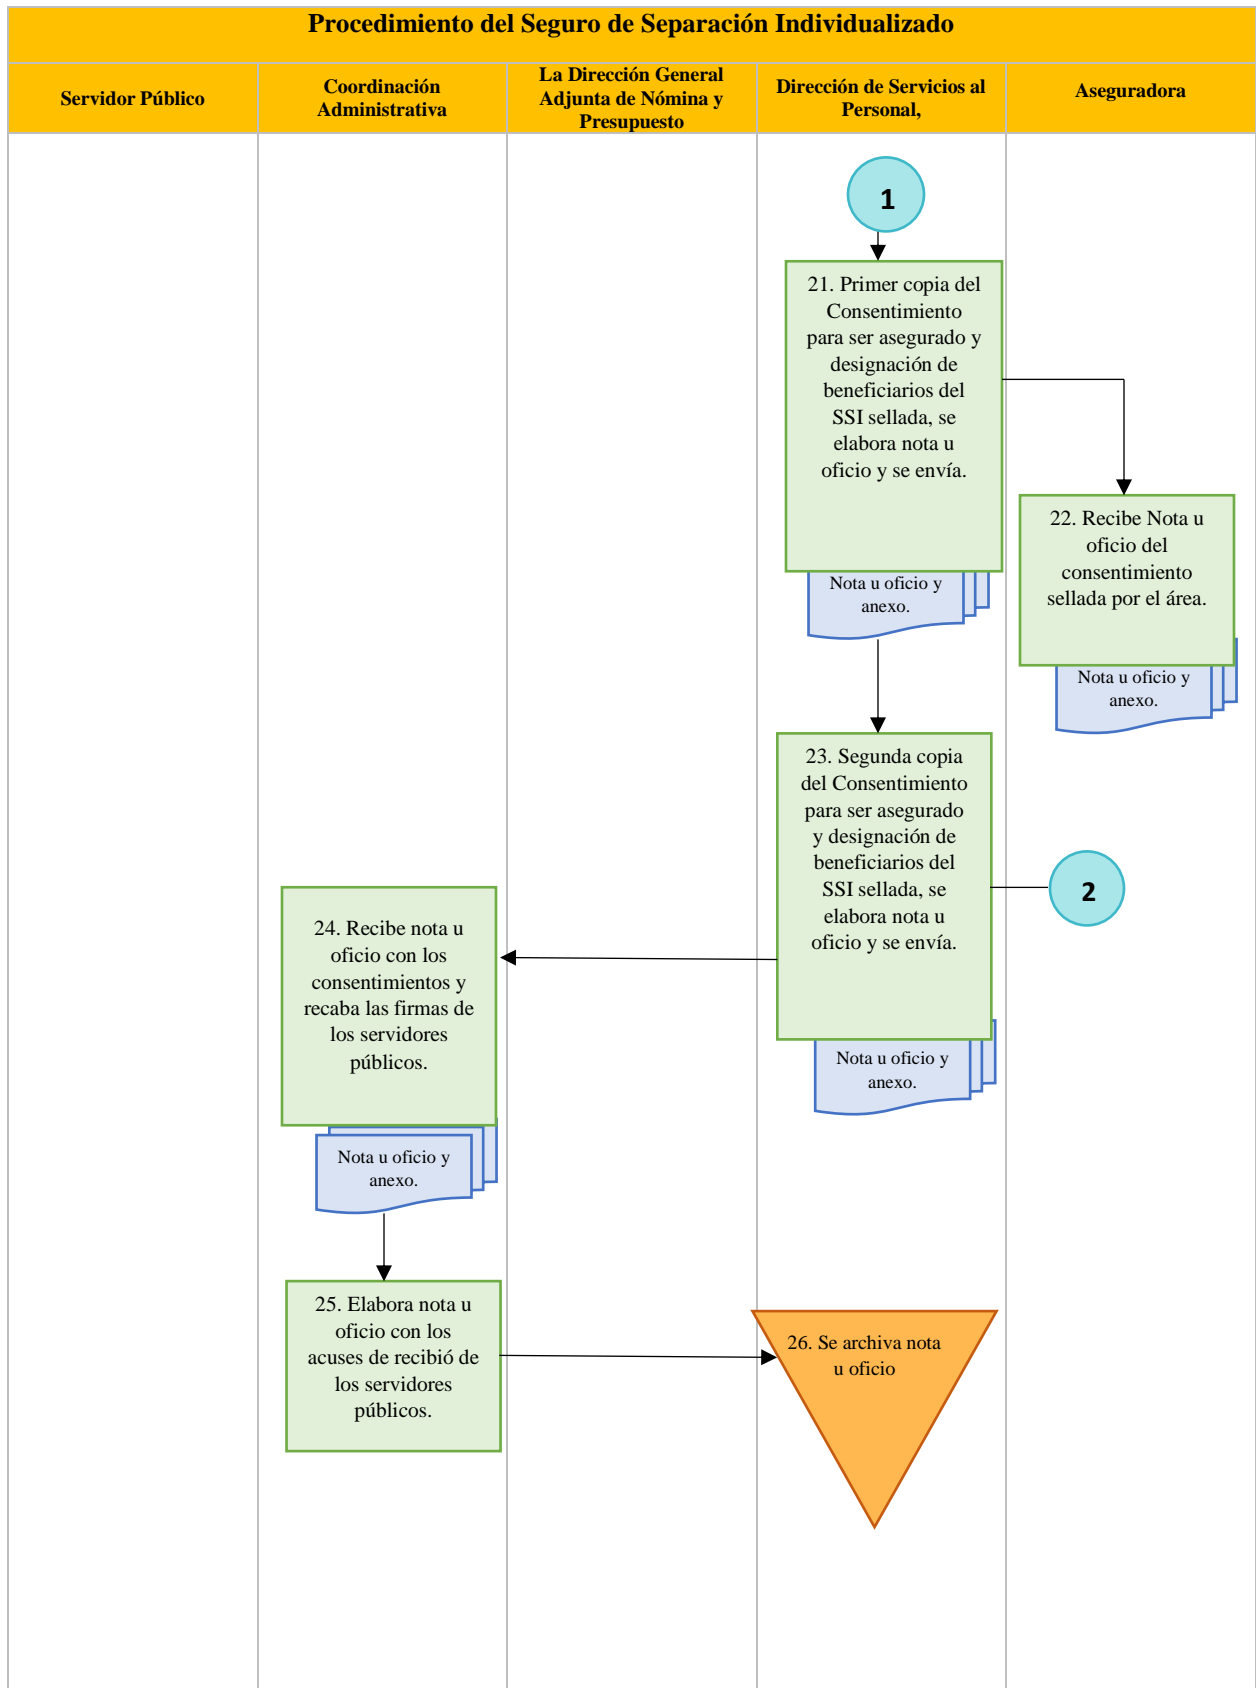 Procedimiento del Seguro de Separación Individualizado
Servidor Público
Coordinación
Administrativa
La Dirección General
Adjunta de Nómina y
Presupuesto
Dirección de Servicios al
Personal,
Aseguradora
1
21. Primer copia del
Consentimiento
para ser asegurado y
designación de
beneficiarios del
SSI sellada, se
elabora nota u
oficio y se envía.
Nota u oficio y
anexo.
22. Recibe Nota u
oficio del
consentimiento
sellada por el área.
Nota u oficio y
anexo.
23. Segunda copia
del Consentimiento
para ser asegurado
y designación de
beneficiarios del
SSI sellada, se
elabora nota u
oficio y se envía.
2
Nota u oficio y
anexo.
24. Recibe nota u
oficio con los
consentimientos y
recaba las firmas de
los servidores
públicos.
Nota u oficio y
anexo.
25. Elabora nota u
oficio con los
acuses de recibió de
los servidores
públicos.
26. Se archiva nota
u oficio